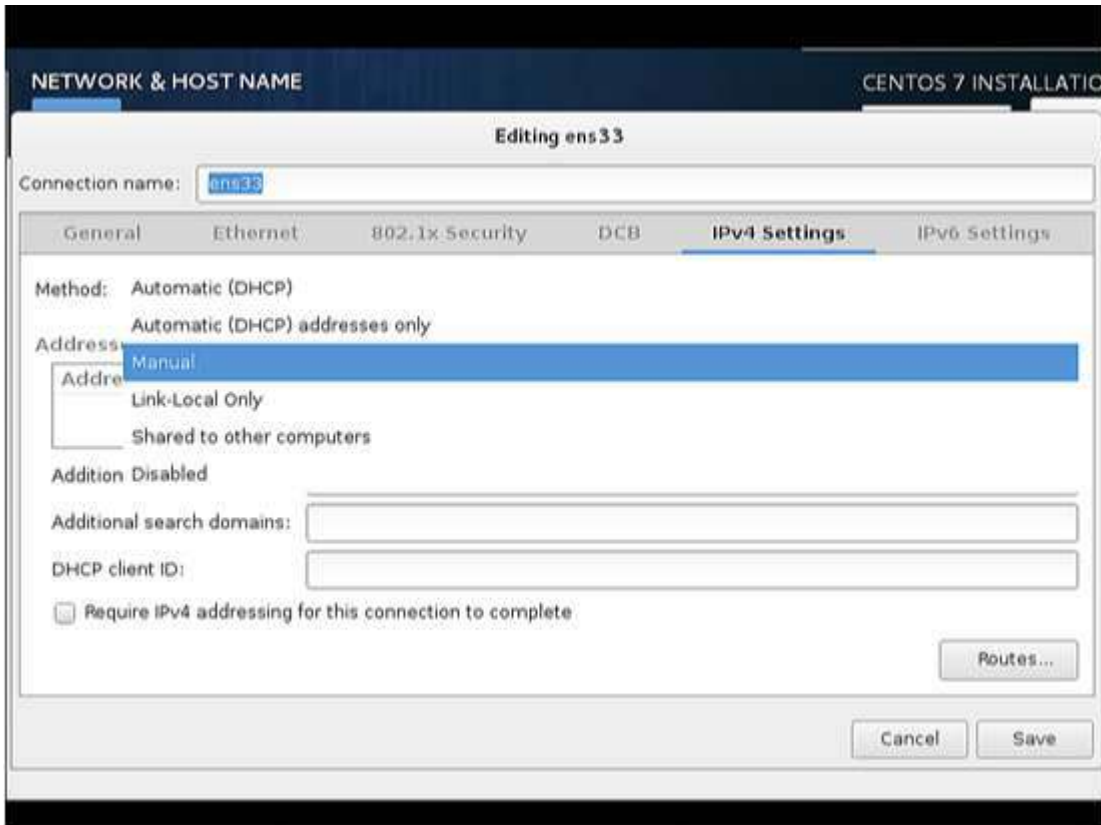 NETWORK & HOST NAME CENTOS 7 INSTALLATIO
Editing ens33
Connection name: ens33
General Ethernet 802.1x Security DCB IPv4 Settings IPv6 Settings
Method: Automatic (DHCP)
Automatic (DHCP) addresses only
Address
Manual
Addre
Link-Local Only
Shared to other computers
Addition Disabled
Additional search domains:
DHCP client ID:
Require IPv4 addressing for this connection to complete
Routes...
Cancel Save